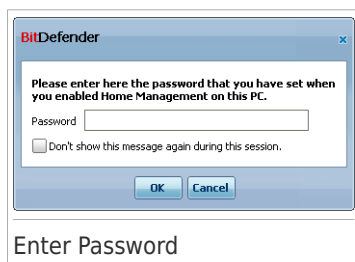 BitDefender
Please enter here the password that you have set when
you enabled Home Management on this PC.
Password
Don't show this message again during this session.
OK Cancel
Enter Password